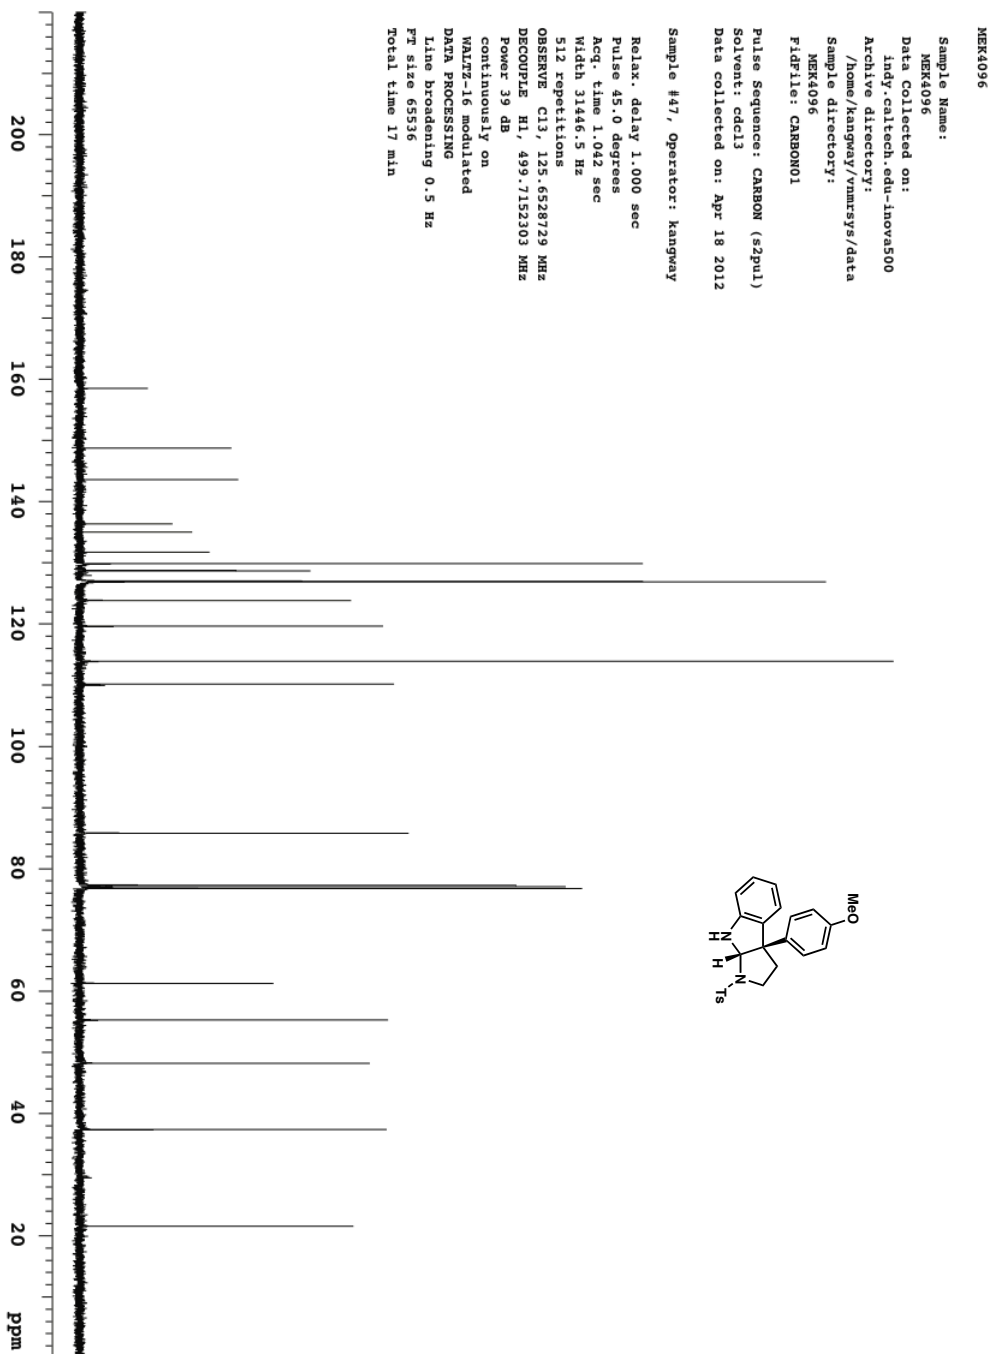 MEK4096
Sample Name:
MEK4096
Data Collected on:
indy.caltech.edu-inova500
Archive directory:
/home/kangway/vnmrsys/data
Sample directory:
MEK4096
FidFile: CARBON01
Pulse Sequence: CARBON (s2pul)
Solvent: cdcl3
Data collected on: Apr 18 2012
Sample #47, Operator: kangway
Relax. delay 1.000 sec
Pulse 45.0 degrees
Acq. time 1.042 sec
Width 31446.5 Hz
512 repetitions
OBSERVE C13, 125.6528729 MHz
DECOUPLE H1, 499.7152303 MHz
Power 39 dB
continuously on
WALTZ-16 modulated
DATA PROCESSING
Line broadening 0.5 Hz
FT size 65536
Total time 17 min
MeO
N
H
H
N
Ts
200 180 160 140 120 100 80 60 40 20 ppm